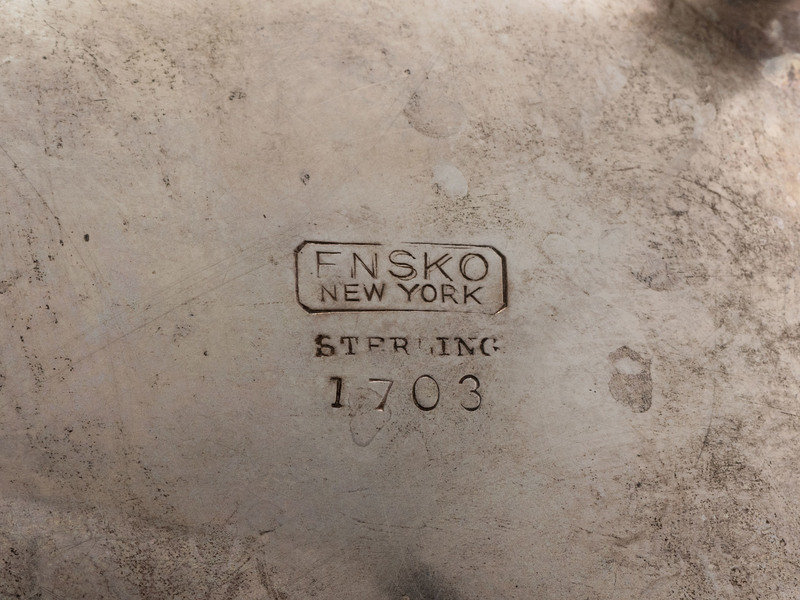 ENSKO
NEW YORK
STERLING
1703